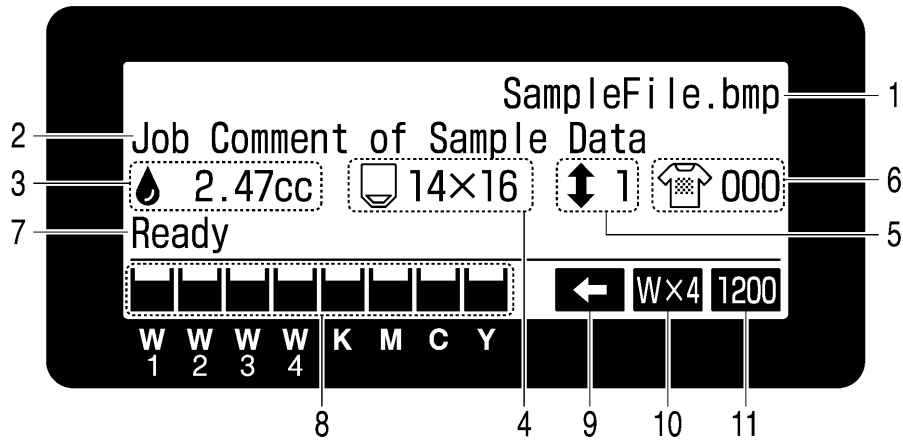 SampleFile.bmp 1
2 Job Comment of Sample Data
3 2.47cc 14×16 1 000 6
7 Ready 5
W×4 1200
W W W W K M C Y
1 2 3 4
8 4 9 10 11